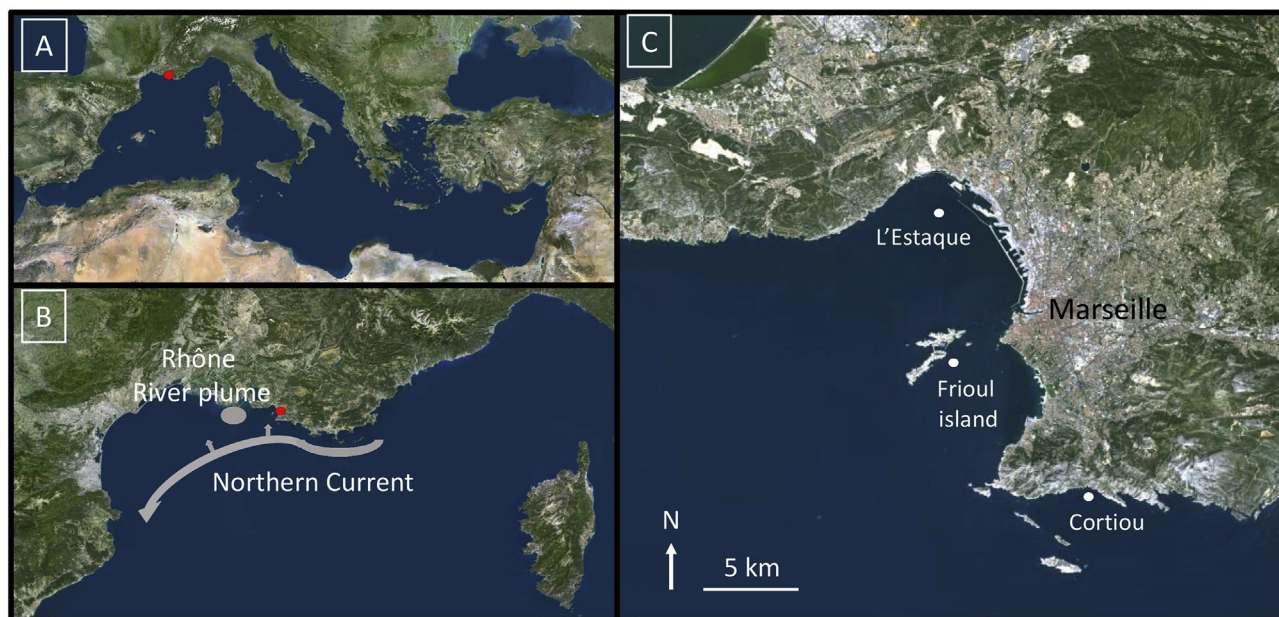 A
B
Rhône
River plume
Northern Current
C
L'Estaque
Marseille
Frioul
island
Cortiou
N
5 km